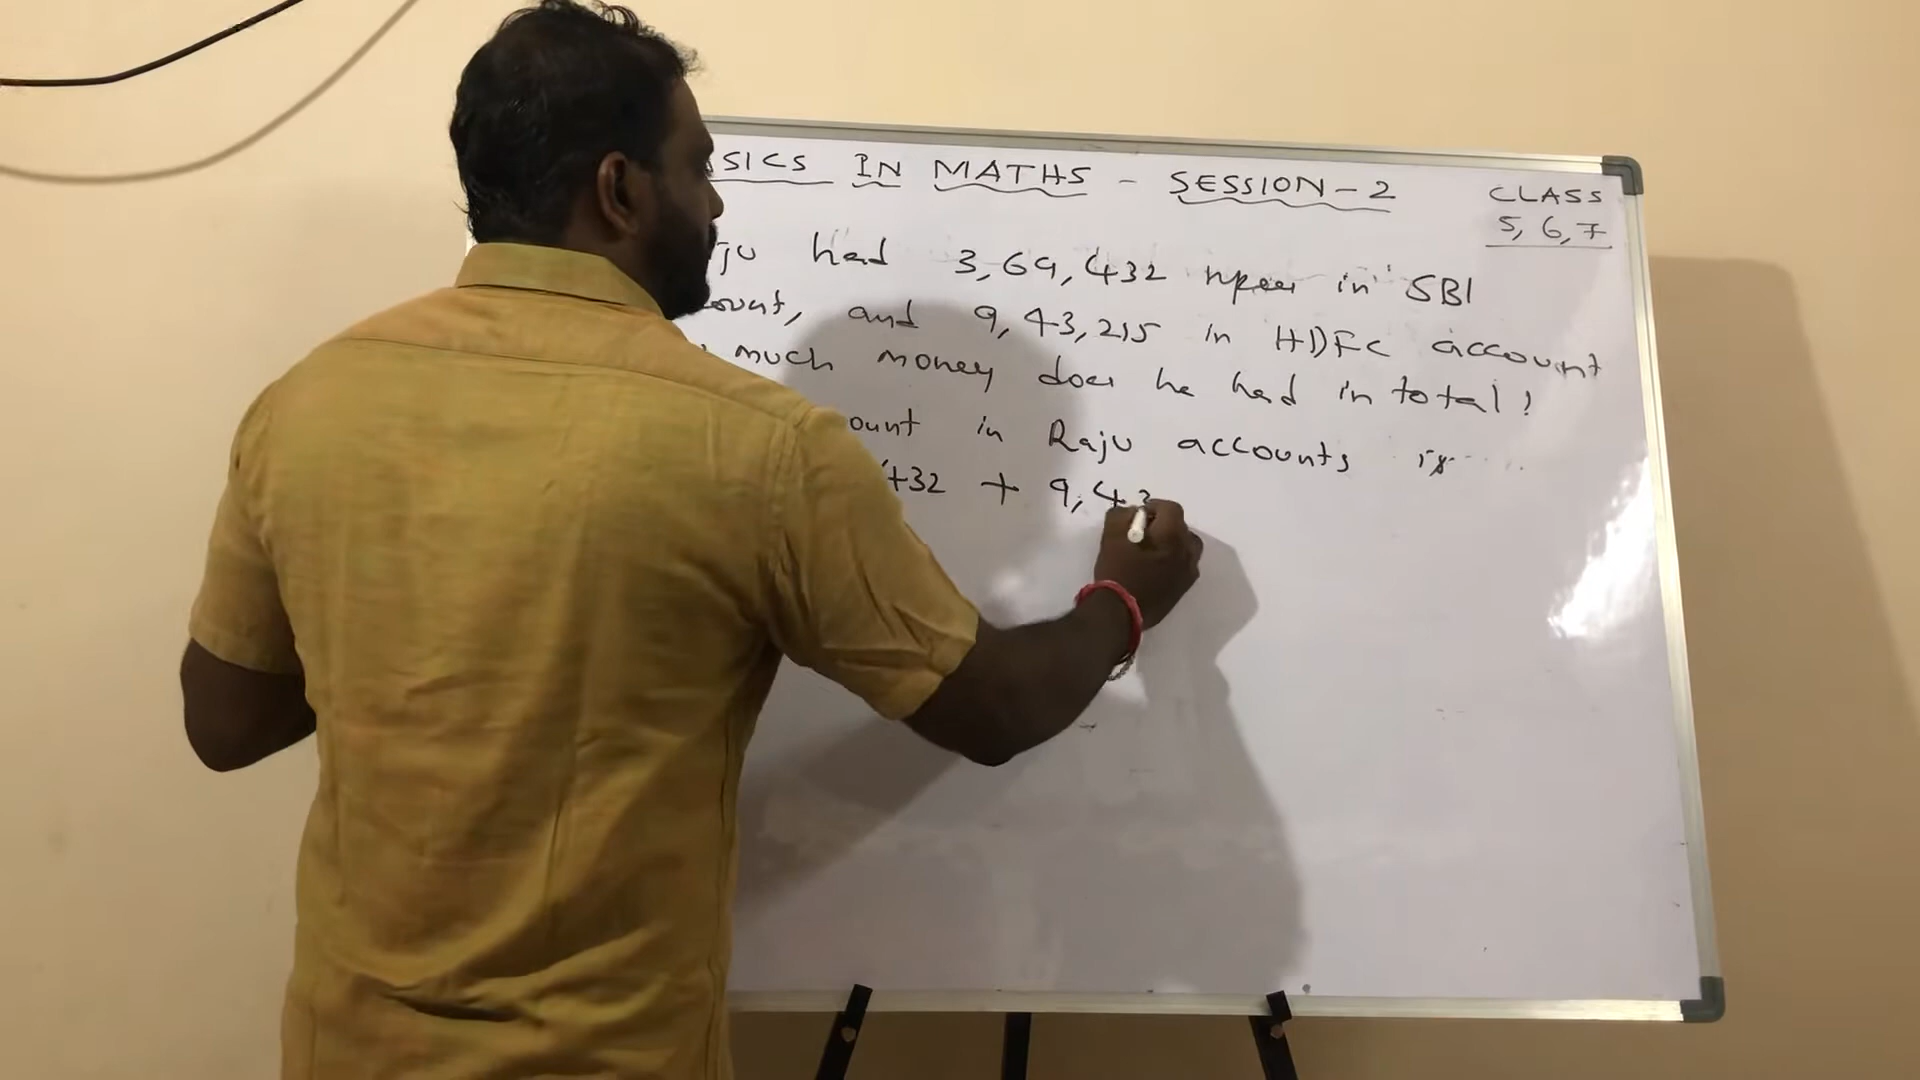 SICS IN MATHS - SESSION-2
CLASS
5, 6, 7
ju had 3,69,432 in SBI
ount, and 9,43,215 in HDFC account
much money does he had in total?
ount in Raju accounts is
432 + 9,43